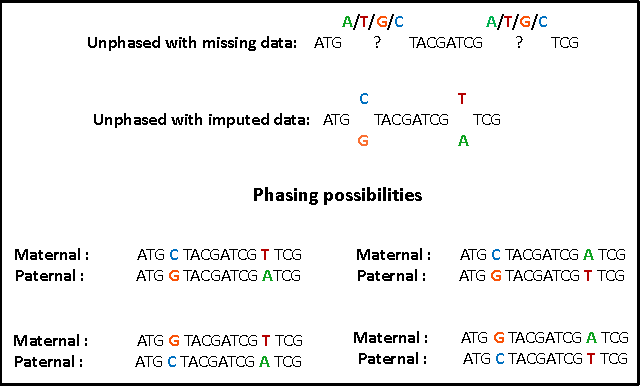 A/T/G/C A/T/G/C
Unphased with missing data: ATG ? TACGATCG ? TCG
C T
Unphased with imputed data: ATG TACGATCG TCG
G A
Phasing possibilities
Maternal : ATG C TACGATCG T TCG
Paternal : ATG G TACGATCG A TCG
Maternal : ATG C TACGATCG A TCG
Paternal : ATG G TACGATCG T TCG
Maternal : ATG G TACGATCG T TCG
Paternal : ATG C TACGATCG A TCG
Maternal : ATG G TACGATCG A TCG
Paternal : ATG C TACGATCG T TCG